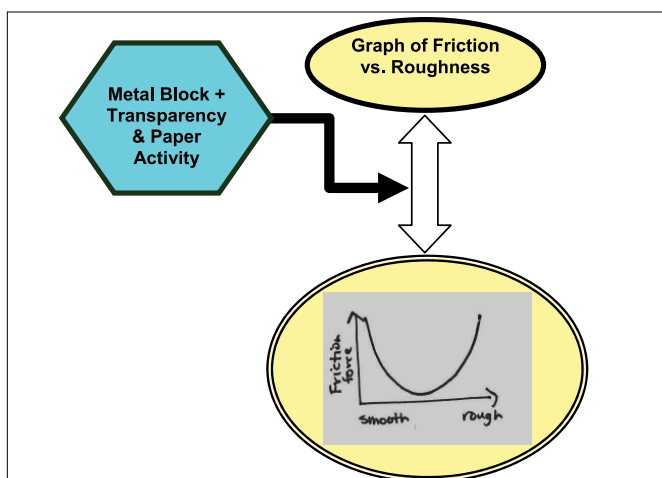 Graph of Friction
vs. Roughness
Metal Block +
Transparency
& Paper
Activity
Friction
force
smooth rough